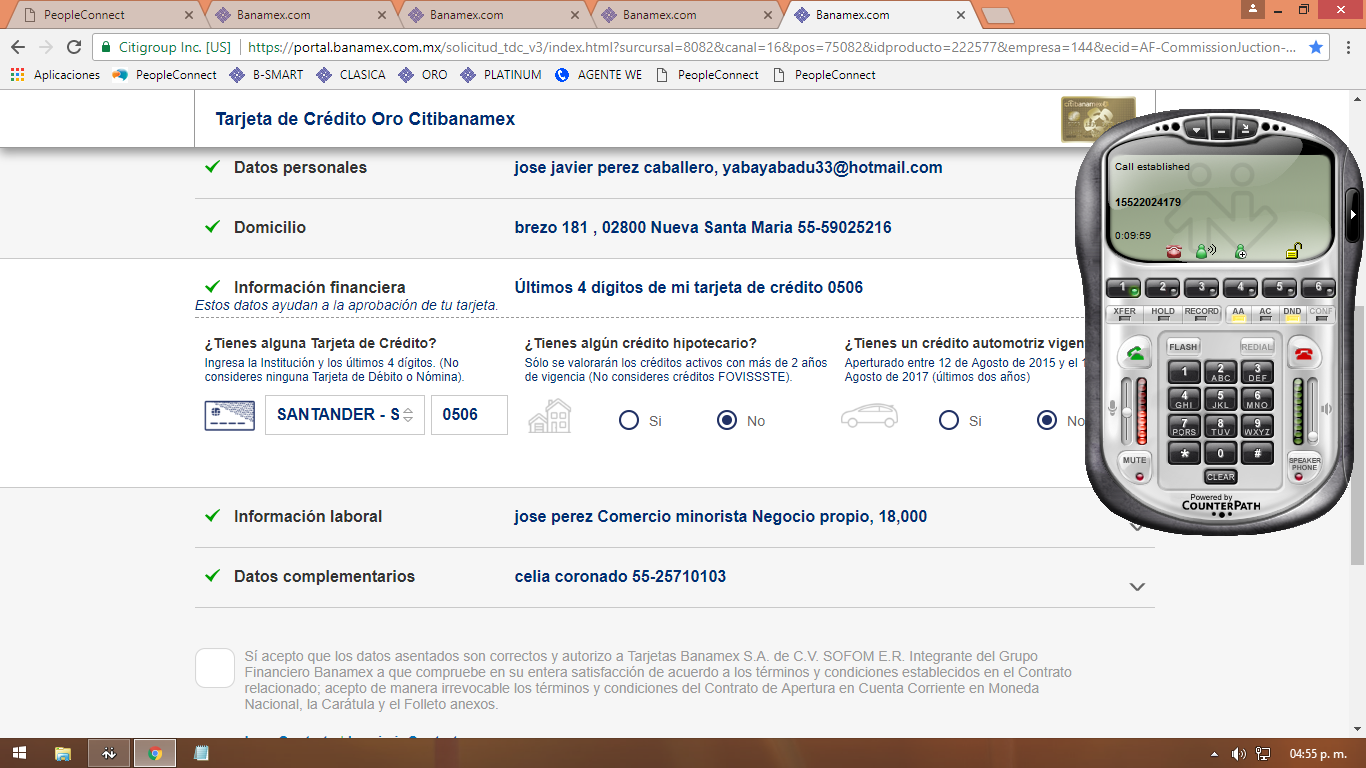 PeopleConnect
Banamex.com
Banamex.com
Banamex.com
Banamex.com
Citigroup Inc. [US]
https://portal.banamex.com.mx/solicitud_tdc_v3/index.html?sursursal=8082&canal=16&pos=75082&idproducto=222577&empresa=144&ecid=AF-CommissionJuction-...
Aplicaciones PeopleConnect B-SMART CLASICA ORO PLATINUM AGENTE WE PeopleConnect PeopleConnect
Tarjeta de Crédito Oro Citibanamex
citibanamex
Datos personales
jose javier perez caballero, yabayabadu33@hotmail.com
Domicilio
brezo 181 , 02800 Nueva Santa Maria 55-59025216
Información financiera
Últimos 4 dígitos de mi tarjeta de crédito 0506
Estos datos ayudan a la aprobación de tu tarjeta.
¿Tienes alguna Tarjeta de Crédito?
Ingresa la Institución y los últimos 4 dígitos. (No
consideres ninguna Tarjeta de Débito o Nómina).
SANTANDER - S
0506
¿Tienes algún crédito hipotecario?
Sólo se valorarán los créditos activos con más de 2 años
de vigencia (No consideres créditos FOVISSSTE).
Si
No
¿Tienes un crédito automotriz vigen
Aperturado entre 12 de Agosto de 2015 y el 1
Agosto de 2017 (últimos dos años)
Si
No
Información laboral
jose perez Comercio minorista Negocio propio, 18,000
Datos complementarios
celia coronado 55-25710103
Sí acepto que los datos asentados son correctos y autorizo a Tarjetas Banamex S.A. de C.V. SOFOM E.R. Integrante del Grupo
Financiero Banamex a que compruebe en su entera satisfacción de acuerdo a los términos y condiciones establecidos en el Contrato
relacionado; acepto de manera irrevocable los términos y condiciones del Contrato de Apertura en Cuenta Corriente en Moneda
Nacional, la Carátula y el Folleto anexos.
Call established
15522024179
0:09:59
1 2 3 4 5 6
XFER HOLD RECORD AA AC DND CONF
FLASH REDIAL
1 2 ABC 3 DEF
4 GHI 5 JKL 6 MNO
7 PQRS 8 TUV 9 WXYZ
* 0 #
MUTE
SPEAKER
PHONE
CLEAR
Powered by
COUNTERPATH
04:55 p. m.